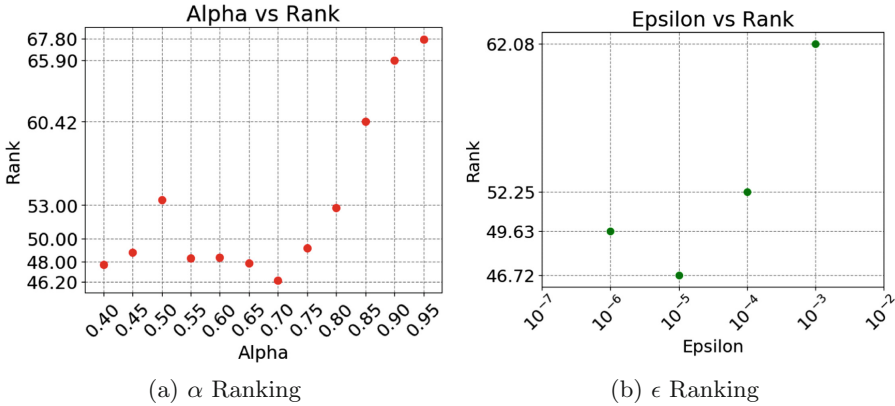 Alpha vs Rank
67.80
65.90
60.42
53.00
50.00
48.00
46.20
Rank
0.40 0.45 0.50 0.55 0.60 0.65 0.70 0.75 0.80 0.85 0.90 0.95
Alpha
(a) α Ranking
Epsilon vs Rank
62.08
52.25
49.63
46.72
Rank
10⁻⁷ 10⁻⁶ 10⁻⁵ 10⁻⁴ 10⁻³ 10⁻²
Epsilon
(b) ϵ Ranking